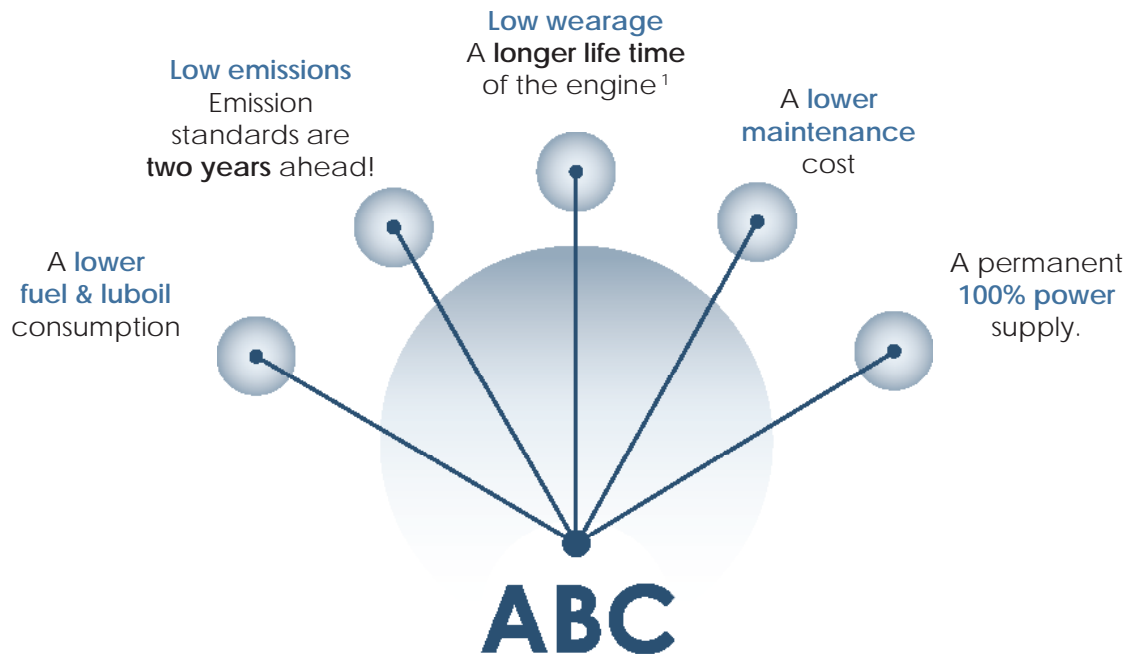 A lower
fuel & luboil
consumption
Low emissions
Emission
standards are
two years ahead!
Low wearage
A longer life time
of the engine ¹
A lower
maintenance
cost
A permanent
100% power
supply.
ABC